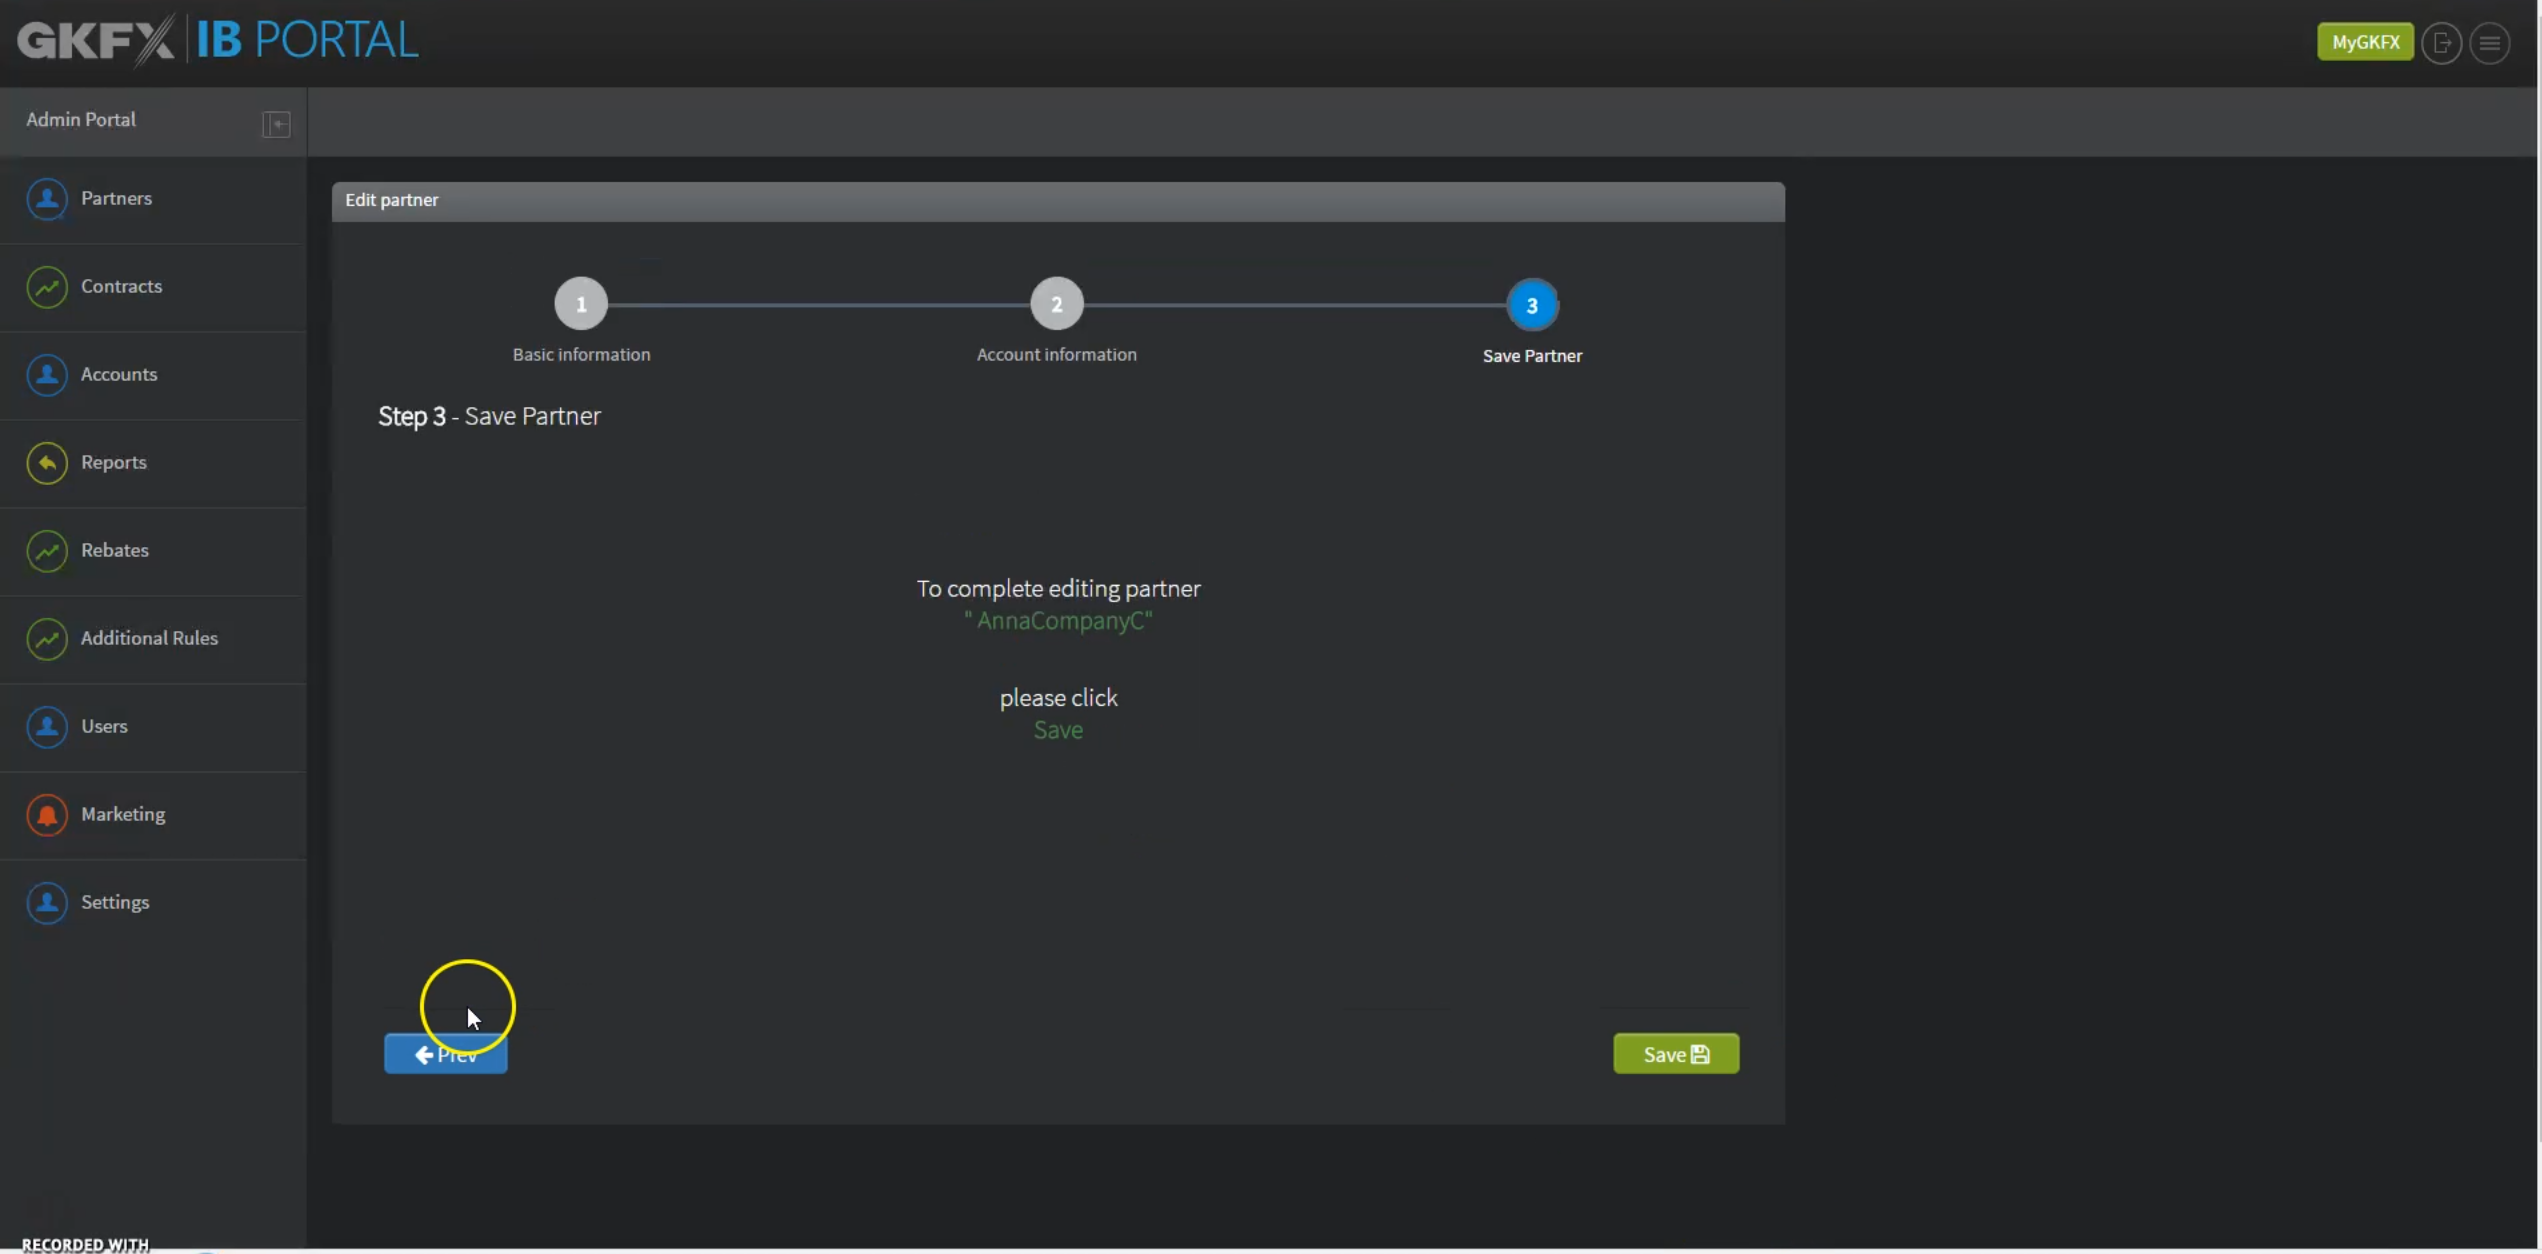 GKFX IB PORTAL
MyGKFX
Admin Portal
Partners
Contracts
Accounts
Reports
Rebates
Additional Rules
Users
Marketing
Settings
Edit partner
1
2
3
Basic information
Account information
Save Partner
Step 3 - Save Partner
To complete editing partner
" AnnaCompanyC"
please click
Save
Prev
Save
RECORDED WITH